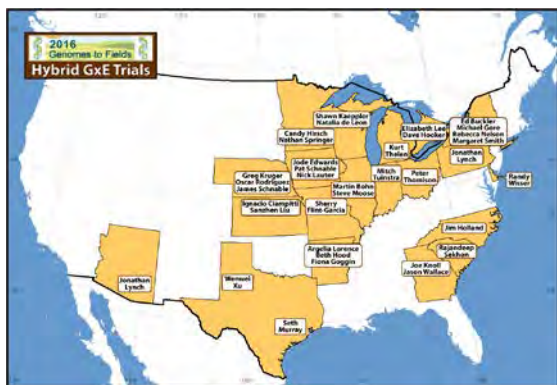 2016
Genomes to Fields
Hybrid GxE Trials
Shawn Kaeppler
Natalia de Leon
Candy Hirsch
Nathan Springer
Elizabeth Lee
Dave Hooker
Ed Buckler
Michael Gore
Rebecca Nelson
Margaret Smith
Kurt
Thelen
Jonathan
Lynch
Jode Edwards
Pat Schnable
Nick Lauter
Mitch
Tuinstra
Peter
Thomison
Greg Kruger
Oscar Rodriguez
James Schnable
Martin Bohn
Steve Moose
Randy
Wisser
Ignacio Ciampitti
Sanzhen Liu
Sherry
Flint-Garcia
Jim Holland
Argelia Lorence
Beth Hood
Fiona Goggin
Rajandeep
Sekhon
Joe Knoll
Jason Wallace
Jonathan
Lynch
Wenwei
Xu
Seth
Murray